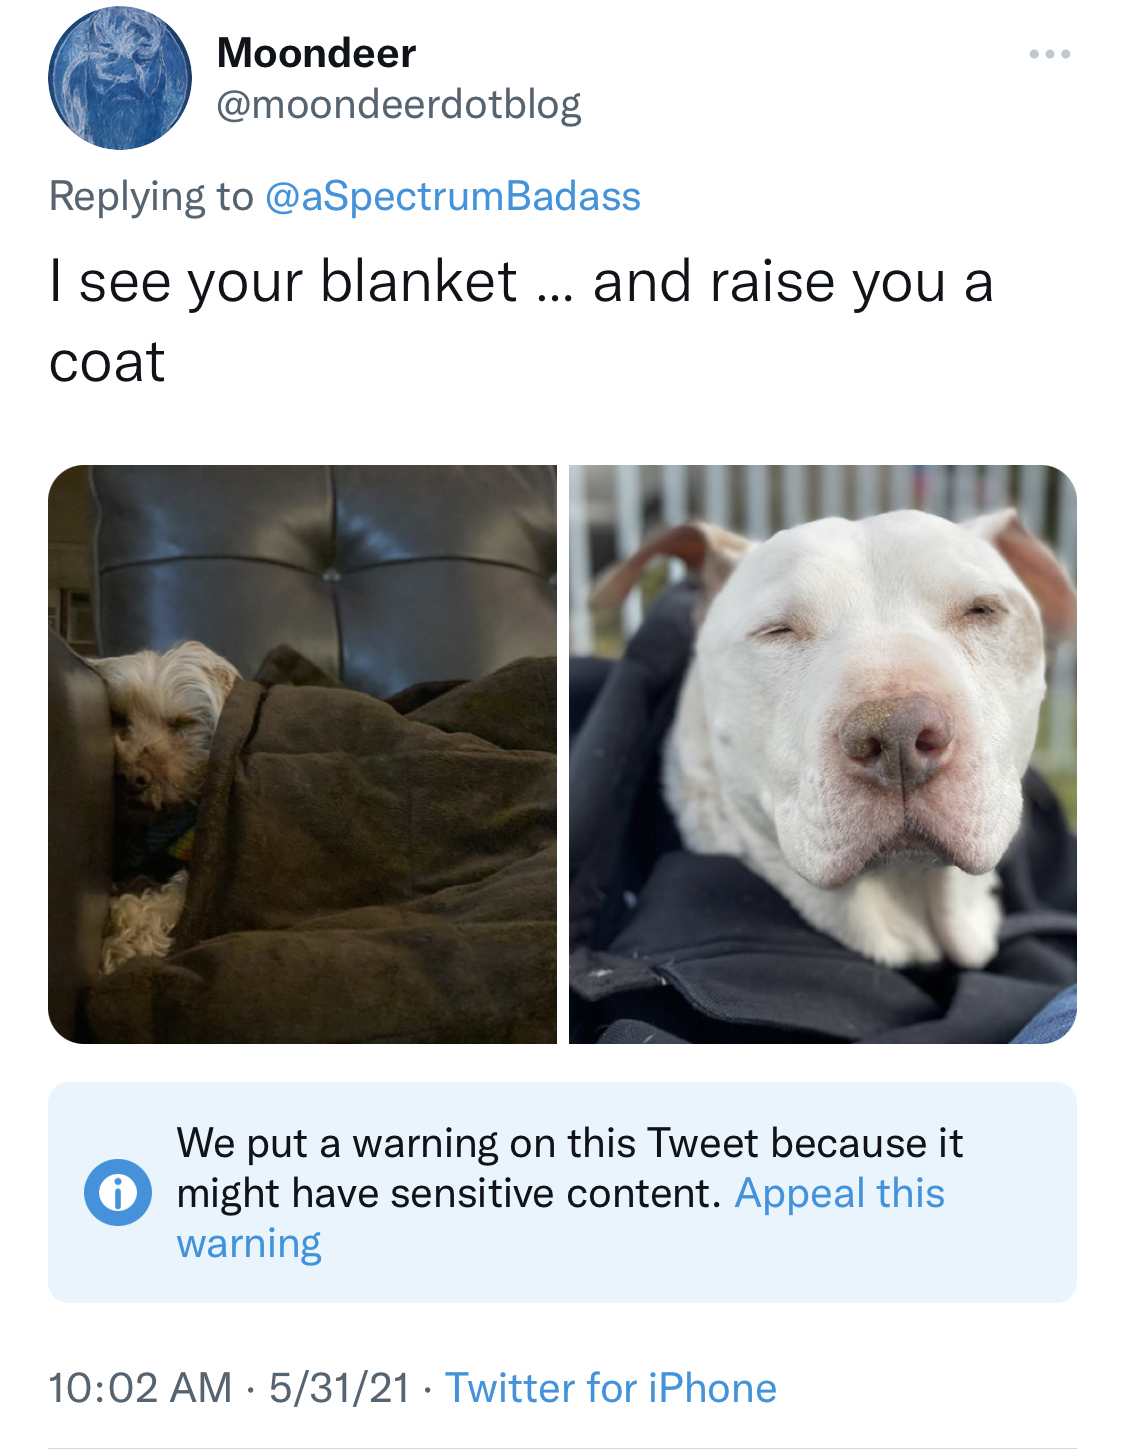 Moondeer
@moondeerdotblog
Replying to @aSpectrumBadass
I see your blanket ... and raise you a
coat
We put a warning on this Tweet because it
might have sensitive content. Appeal this
warning
10:02 AM · 5/31/21 · Twitter for iPhone